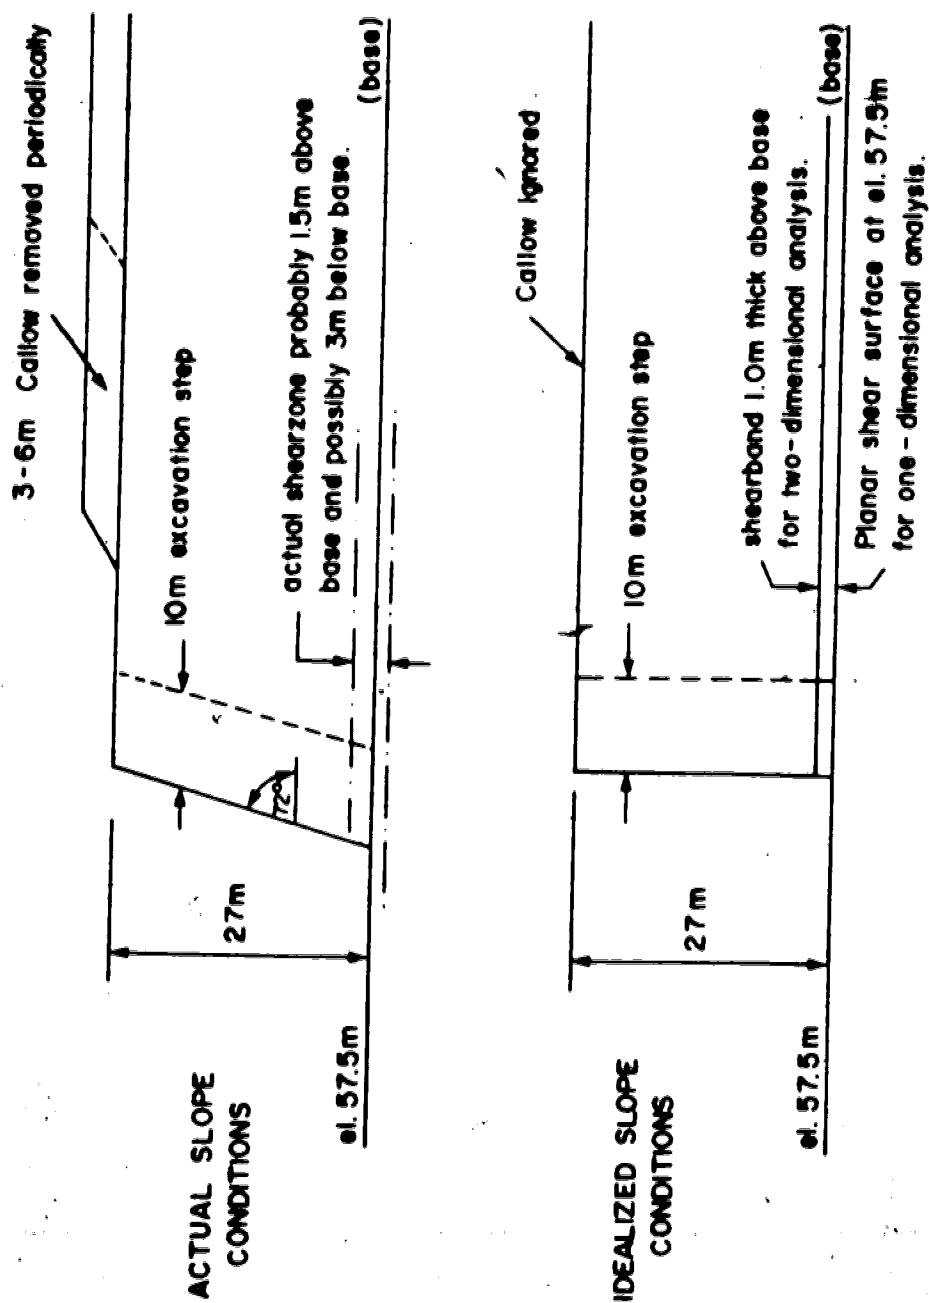 3-6m Callow removed periodically
10m excavation step
actual shearzone probably 1.5m above
base and possibly 3m below base.
(base)
72°
27m
el. 57.5m
ACTUAL SLOPE
CONDITIONS
Callow ignored
10m excavation step
shearband 1.0m thick above base
for two-dimensional analysis.
(base)
Planar shear surface at el. 57.5m
for one-dimensional analysis.
27m
el. 57.5m
IDEALIZED SLOPE
CONDITIONS